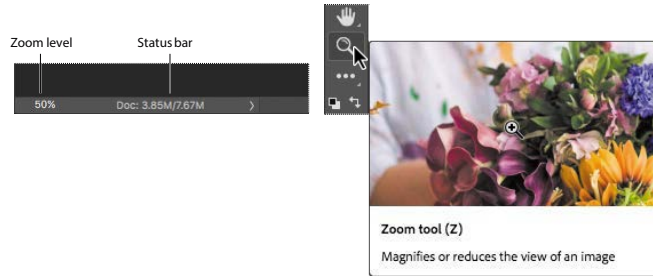 Zoom level
Status bar
50%
Doc: 3.85M/7.67M
Zoom tool (Z)
Magnifies or reduces the view of an image